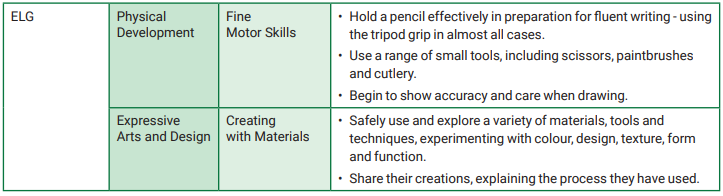 ELG
Physical
Development
Fine
Motor Skills
• Hold a pencil effectively in preparation for fluent writing - using
the tripod grip in almost all cases.
• Use a range of small tools, including scissors, paintbrushes
and cutlery.
• Begin to show accuracy and care when drawing.
Expressive
Arts and Design
Creating
with Materials
• Safely use and explore a variety of materials, tools and
techniques, experimenting with colour, design, texture, form
and function.
• Share their creations, explaining the process they have used.